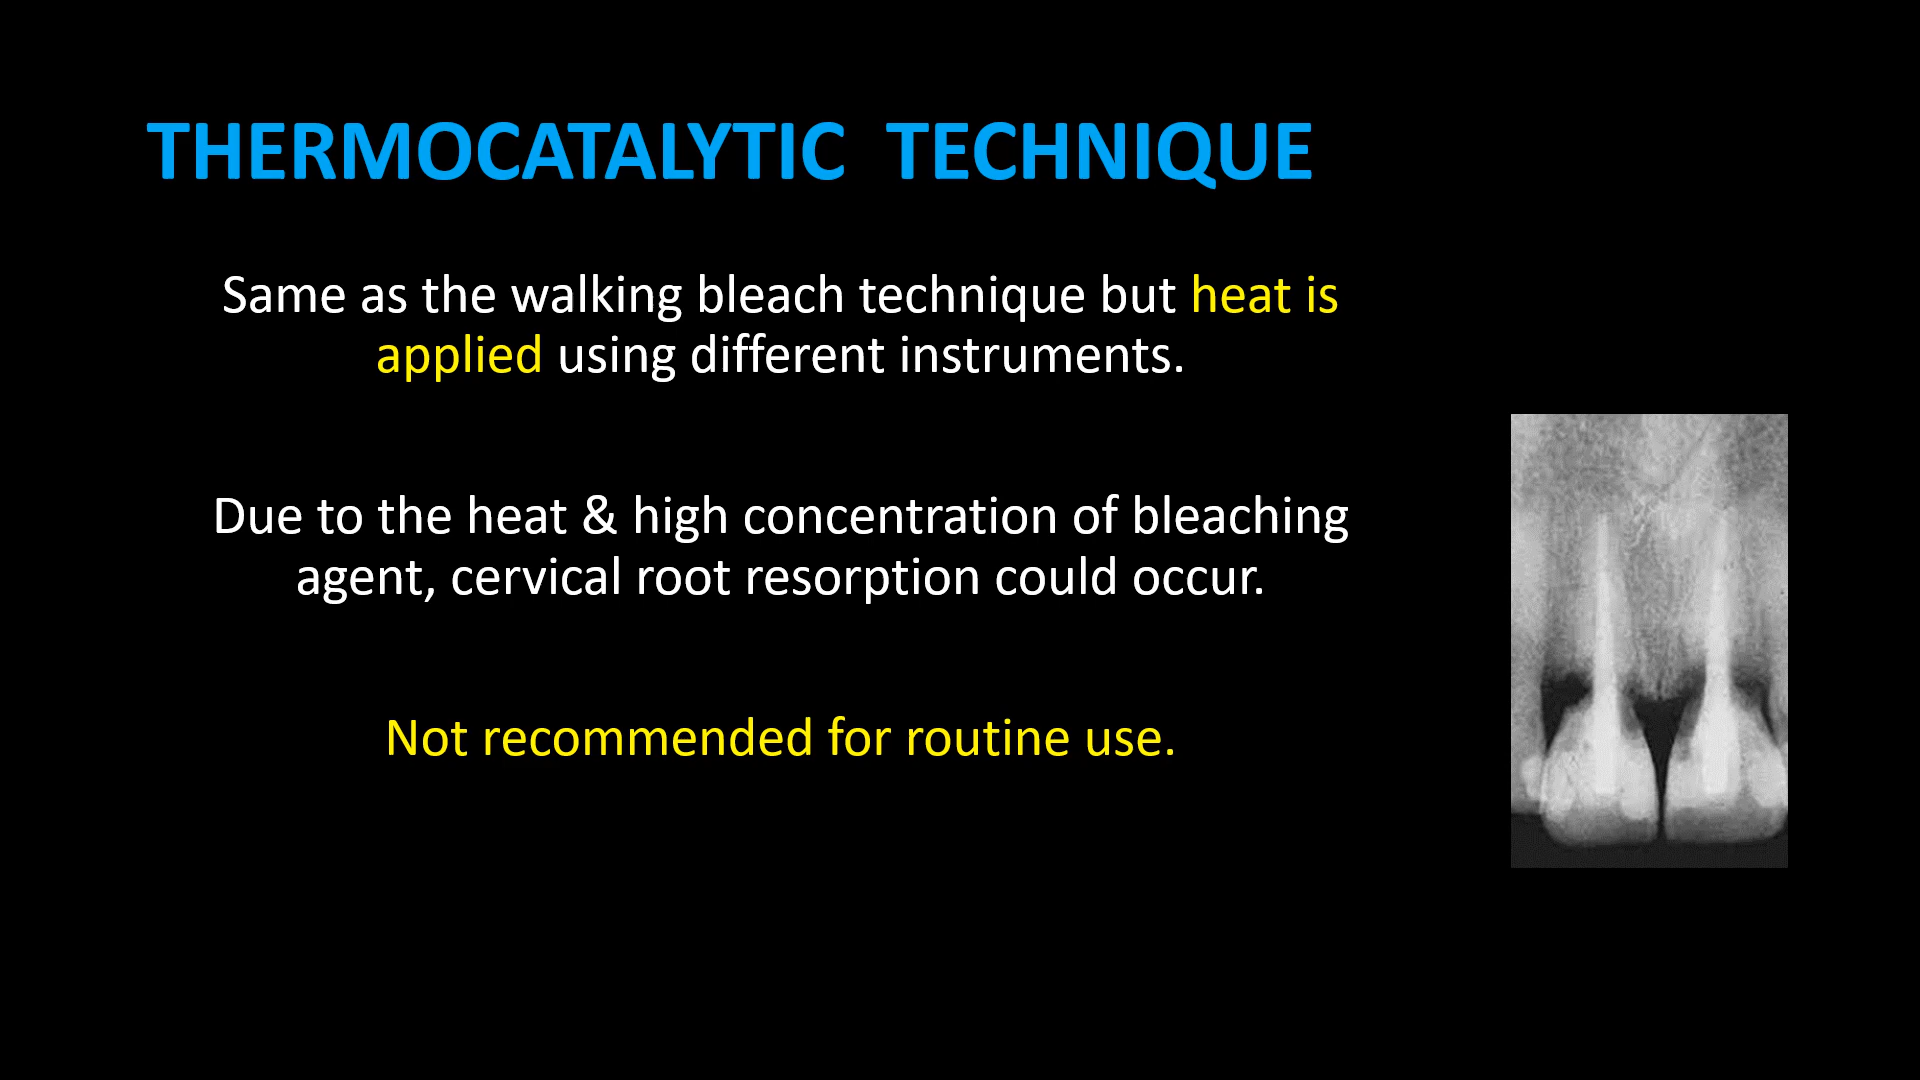 THERMOCATALYTIC TECHNIQUE
Same as the walking bleach technique but heat is
applied using different instruments.
Due to the heat & high concentration of bleaching
agent, cervical root resorption could occur.
Not recommended for routine use.